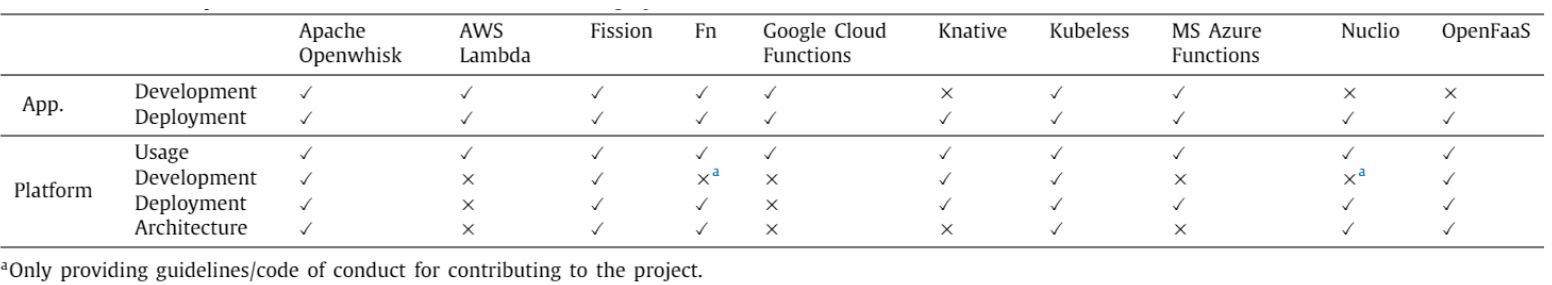 Apache Openwhisk AWS Lambda Fission Fn Google Cloud Functions Knative Kubeless MS Azure Functions Nuclio OpenFaaS
App. Development ✓ ✓ ✓ ✓ ✓ × ✓ ✓ × ×
Deployment ✓ ✓ ✓ ✓ ✓ ✓ ✓ ✓ ✓ ✓
Platform Usage ✓ ✓ ✓ ✓ ✓ ✓ ✓ ✓ ✓ ✓
Development ✓ × ✓ ×a × ✓ ✓ × ×a ✓
Deployment ✓ × ✓ ✓ × ✓ ✓ ✓ ✓ ✓
Architecture ✓ × ✓ ✓ × × ✓ × ✓ ✓
aOnly providing guidelines/code of conduct for contributing to the project.